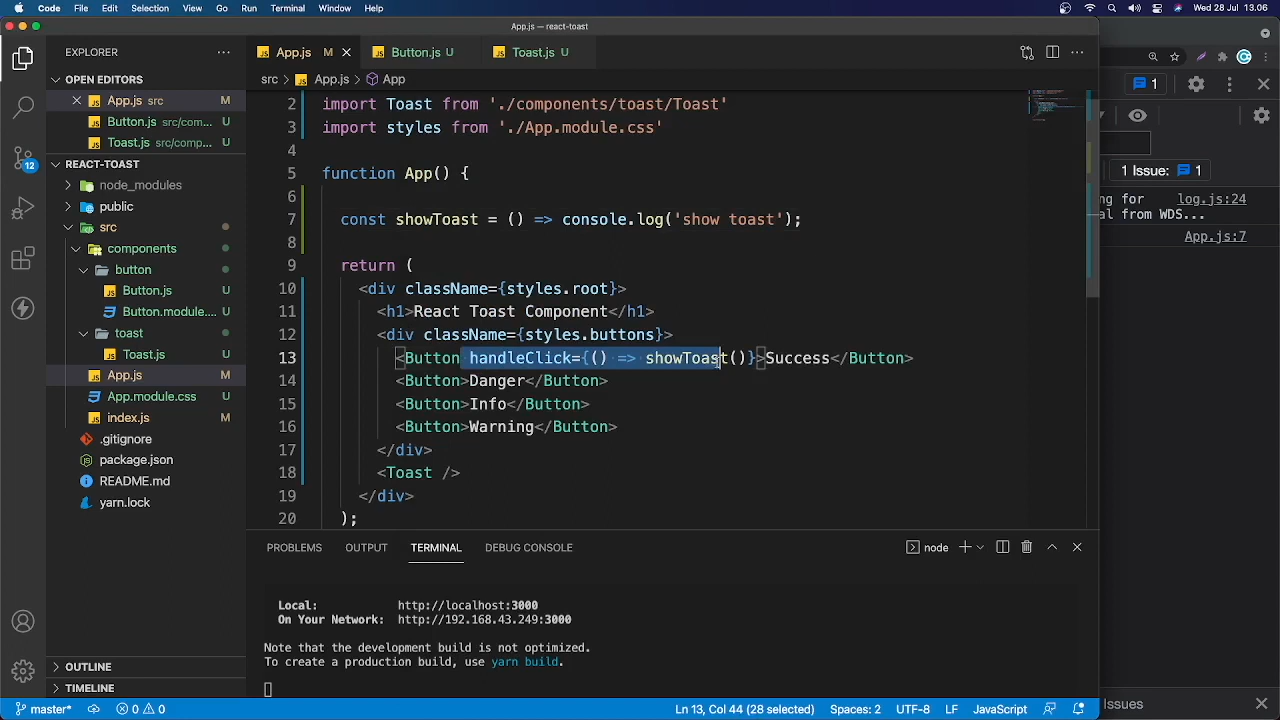 Code File Edit Selection View Go Run Terminal Window Help Wed 28 Jul 13.06
App.js — react-toast
EXPLORER
App.js M
Button.js U
Toast.js U
OPEN EDITORS
src > App.js > App
App.js src M
Button.js src/com... U
Toast.js src/comp... U
REACT-TOAST
node_modules
public
src
components
button
Button.js U
Button.module.... U
toast
Toast.js U
App.js M
App.module.css M
index.js M
.gitignore
package.json
README.md
yarn.lock
OUTLINE
TIMELINE
12
2 import Toast from './components/toast/Toast'
3 import styles from './App.module.css'
4
5 function App() {
6
7 const showToast = () => console.log('show toast');
8
9 return (
10 <div className={styles.root}>
11 <h1>React Toast Component</h1>
12 <div className={styles.buttons}>
13 <Button handleClick={() => showToast()}>Success</Button>
14 <Button>Danger</Button>
15 <Button>Info</Button>
16 <Button>Warning</Button>
17 </div>
18 <Toast />
19 </div>
20 );
PROBLEMS OUTPUT TERMINAL DEBUG CONSOLE
node
Local: http://localhost:3000
On Your Network: http://192.168.43.249:3000
Note that the development build is not optimized.
To create a production build, use yarn build.
1
1 Issue: 1
al from WDS... log.js:24
App.js:7
Issues
master* 0 0 Ln 13, Col 44 (28 selected) Spaces: 2 UTF-8 LF JavaScript